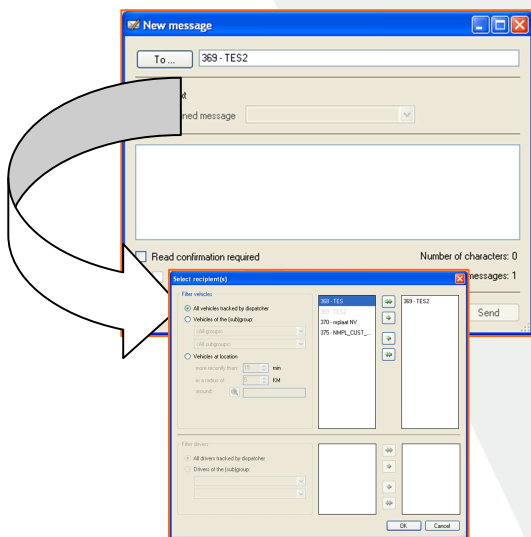 New message
To ... 369 - TES2
xt
ned message
Read confirmation required Number of characters: 0
messages: 1
Send
Select recipient(s)
Filter vehicles
All vehicles tracked by dispatcher
Vehicles of the (sub)group:
<All groups>
<All subgroups>
Vehicles at location
more recently than: 15 min
in a radius of: 5 KM
around:
368 - TES
369 - TES2
370 - replaat NV
375 - NMPL_CUST_...
369 - TES2
Filter drivers
All drivers tracked by dispatcher
Drivers of the (sub)group:
OK Cancel